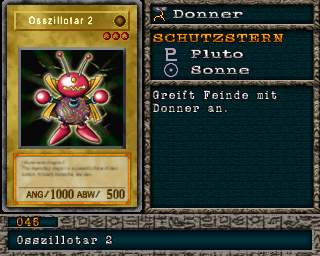 Osszillotar 2
ANG/ 1000 ABW/ 500
Donner
SCHUTZSTERN
Pluto
Sonne
Greift Feinde mit
Donner an.
045
Osszillotar 2